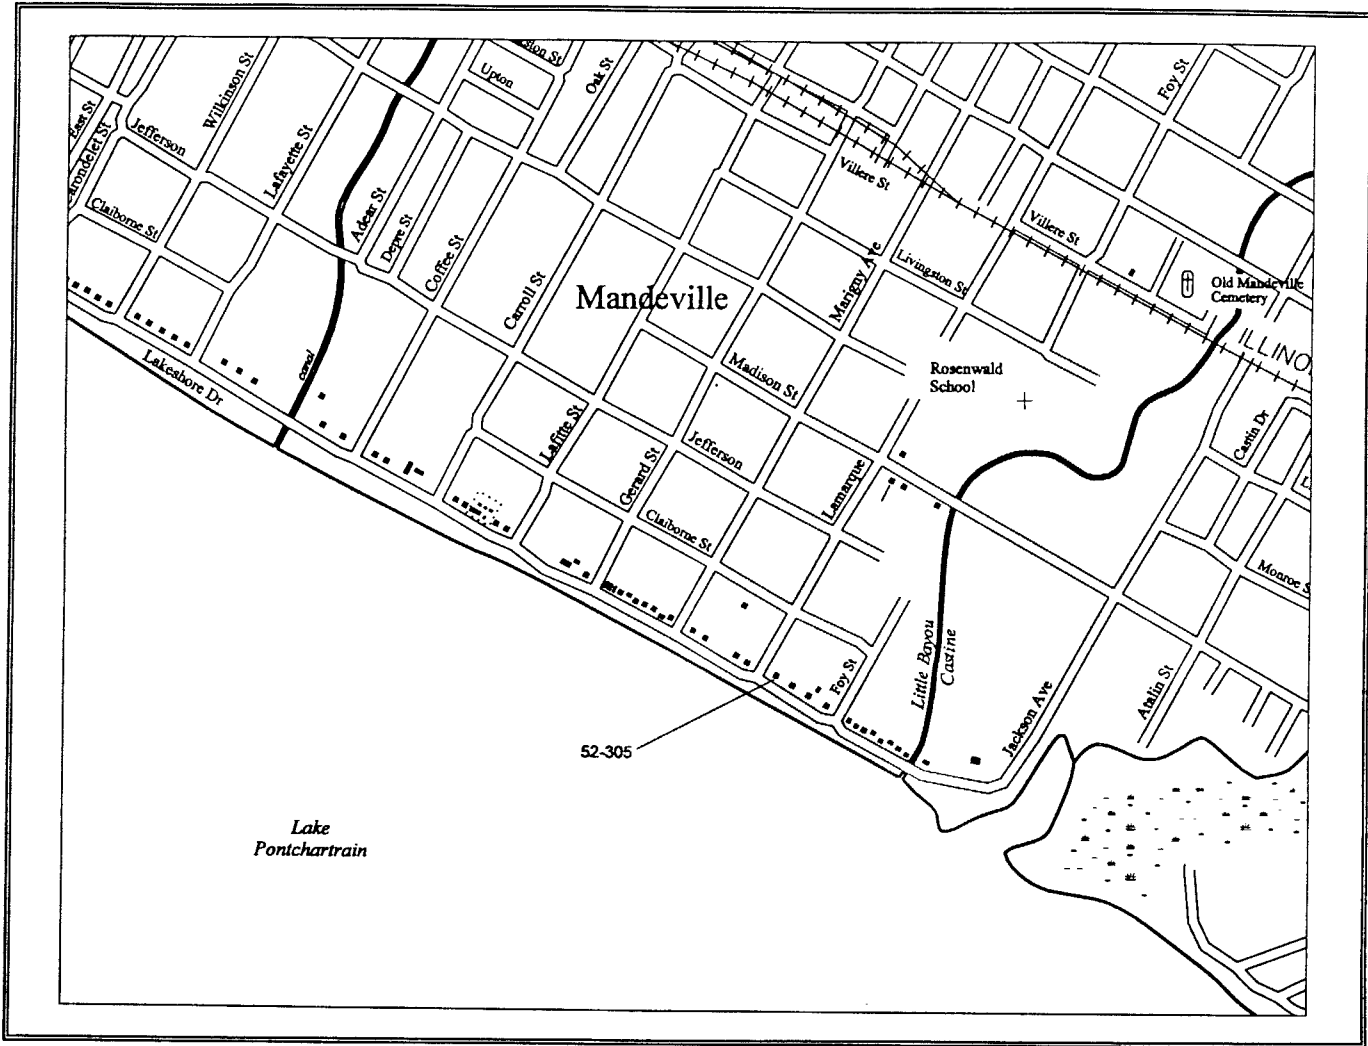 Upton
Oak St
Foy St
Wilkinson St
East St
Jefferson
Lafayette St
Villere St
Adear St
Depre St
Claiborne St
Coffee St
Villere St
Livingston St
Marigny Ave
Carroll St
Mandeville
Old Mandeville
Cemetery
canal
Lakeshore Dr
Madison St
Rosenwald
School
Lafitte St
Jefferson
Castin Dr
Gerard St
Lamarque
Claiborne St
Monroe S
Little Bayou
Castine
Foy St
Atalin St
Jackson Ave
52-305
Lake
Pontchartrain